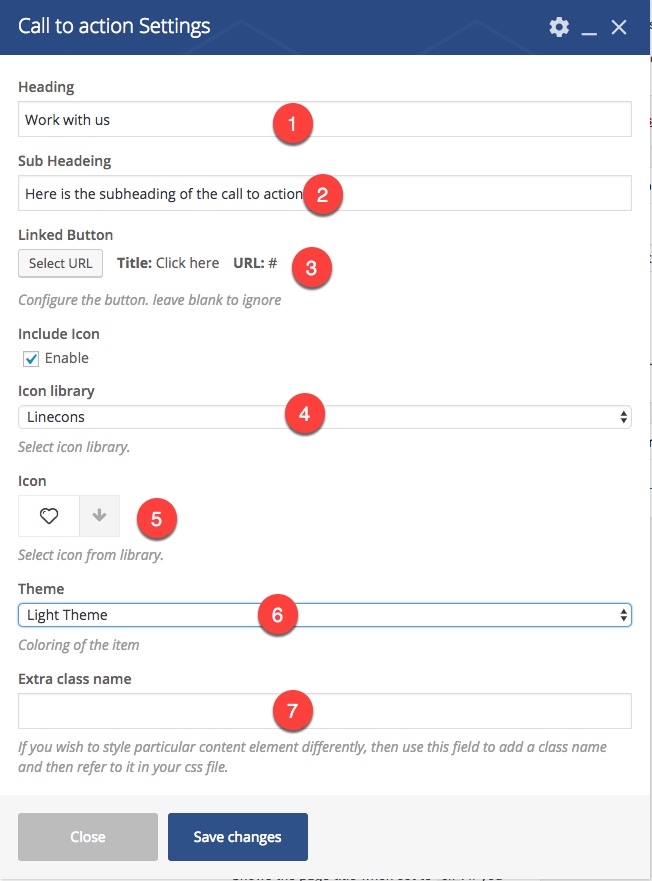 Call to action Settings
Heading
Work with us
1
Sub Headeing
Here is the subheading of the call to action
2
Linked Button
Select URL Title: Click here URL: #
3
Configure the button. leave blank to ignore
Include Icon
Enable
Icon library
Linecons
4
Select icon library.
Icon
5
Select icon from library.
Theme
Light Theme
6
Coloring of the item
Extra class name
7
If you wish to style particular content element differently, then use this field to add a class name
and then refer to it in your css file.
Close Save changes